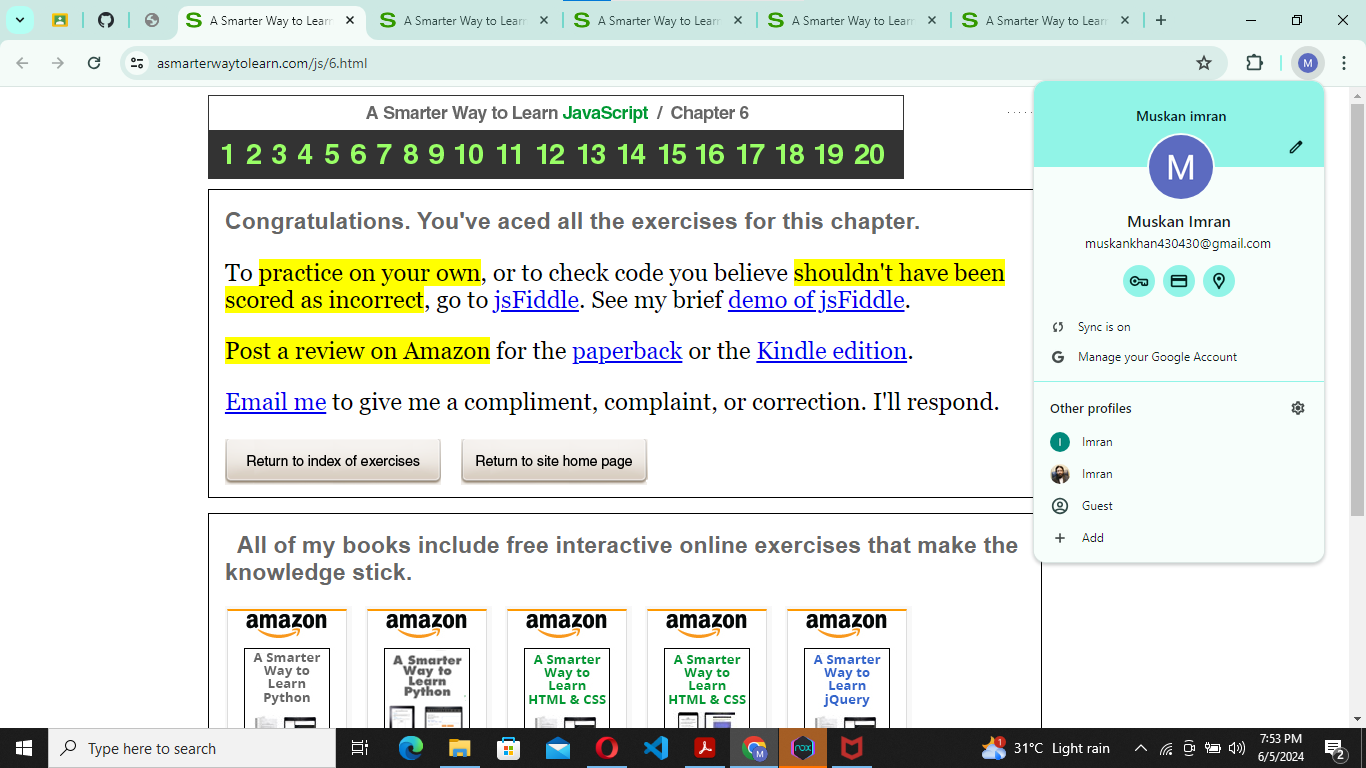 A Smarter Way to Learn
A Smarter Way to Learn
A Smarter Way to Learn
A Smarter Way to Learn
A Smarter Way to Learn
asmarterwaytolearn.com/js/6.html
M
A Smarter Way to Learn JavaScript / Chapter 6
1 2 3 4 5 6 7 8 9 10 11 12 13 14 15 16 17 18 19 20
Congratulations. You've aced all the exercises for this chapter.
To practice on your own, or to check code you believe shouldn't have been
scored as incorrect, go to jsFiddle. See my brief demo of jsFiddle.
Post a review on Amazon for the paperback or the Kindle edition.
Email me to give me a compliment, complaint, or correction. I'll respond.
Return to index of exercises
Return to site home page
All of my books include free interactive online exercises that make the
knowledge stick.
amazon
A Smarter
Way to
Learn
Python
amazon
A Smarter
Way to
Learn
Python
amazon
A Smarter
Way to
Learn
HTML & CSS
amazon
A Smarter
Way to
Learn
HTML & CSS
amazon
A Smarter
Way to
Learn
jQuery
Muskan imran
M
Muskan Imran
muskankhan430430@gmail.com
Sync is on
G Manage your Google Account
Other profiles
I Imran
Imran
Guest
Add
Type here to search
M
nox
1
31°C Light rain
7:53 PM
6/5/2024
2